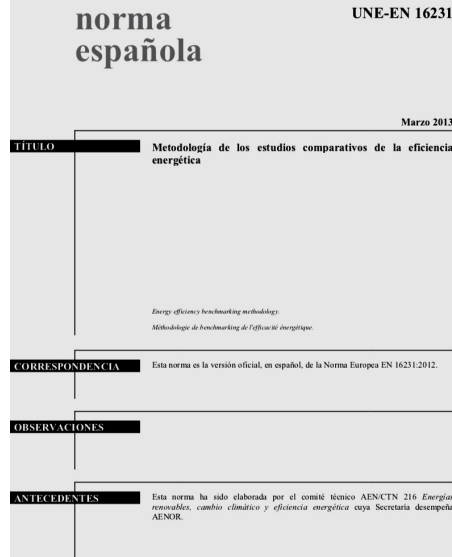 norma
española
UNE-EN 16231
Marzo 2013
TÍTULO
Metodología de los estudios comparativos de la eficiencia
energética
Energy efficiency benchmarking methodology.
Méthodologie de benchmarking de l'efficacité énergétique.
CORRESPONDENCIA
Esta norma es la versión oficial, en español, de la Norma Europea EN 16231:2012.
OBSERVACIONES
ANTECEDENTES
Esta norma ha sido elaborada por el comité técnico AEN/CTN 216 Energías
renovables, cambio climático y eficiencia energética cuya Secretaría desempeña
AENOR.